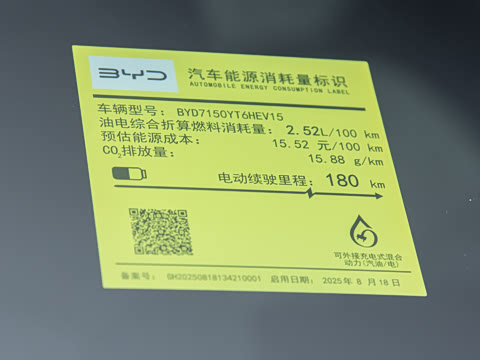 BYD
汽车能源消耗量标识
AUTOMOBILE ENERGY CONSUMPTION LABEL
车辆型号: BYD7150YT6HEV15
油电综合折算燃料消耗量: 2.52L/100 km
预估能源成本: 15.52 元/100 km
CO₂排放量: 15.88 g/km
电动续驶里程: 180 km
可外接充电式混合
动力(汽油/电)
备案号: GH20250818134210001 启用日期: 2025年 8 月 18 日